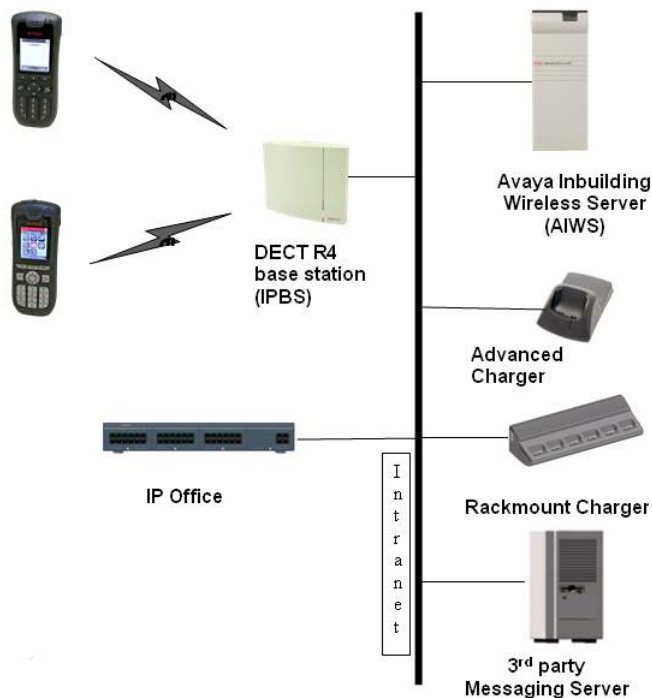 Avaya Inbuilding
Wireless Server
(AIWS)
DECT R4
base station
(IPBS)
Advanced
Charger
IP Office
Intranet
Rackmount Charger
3rd party
Messaging Server